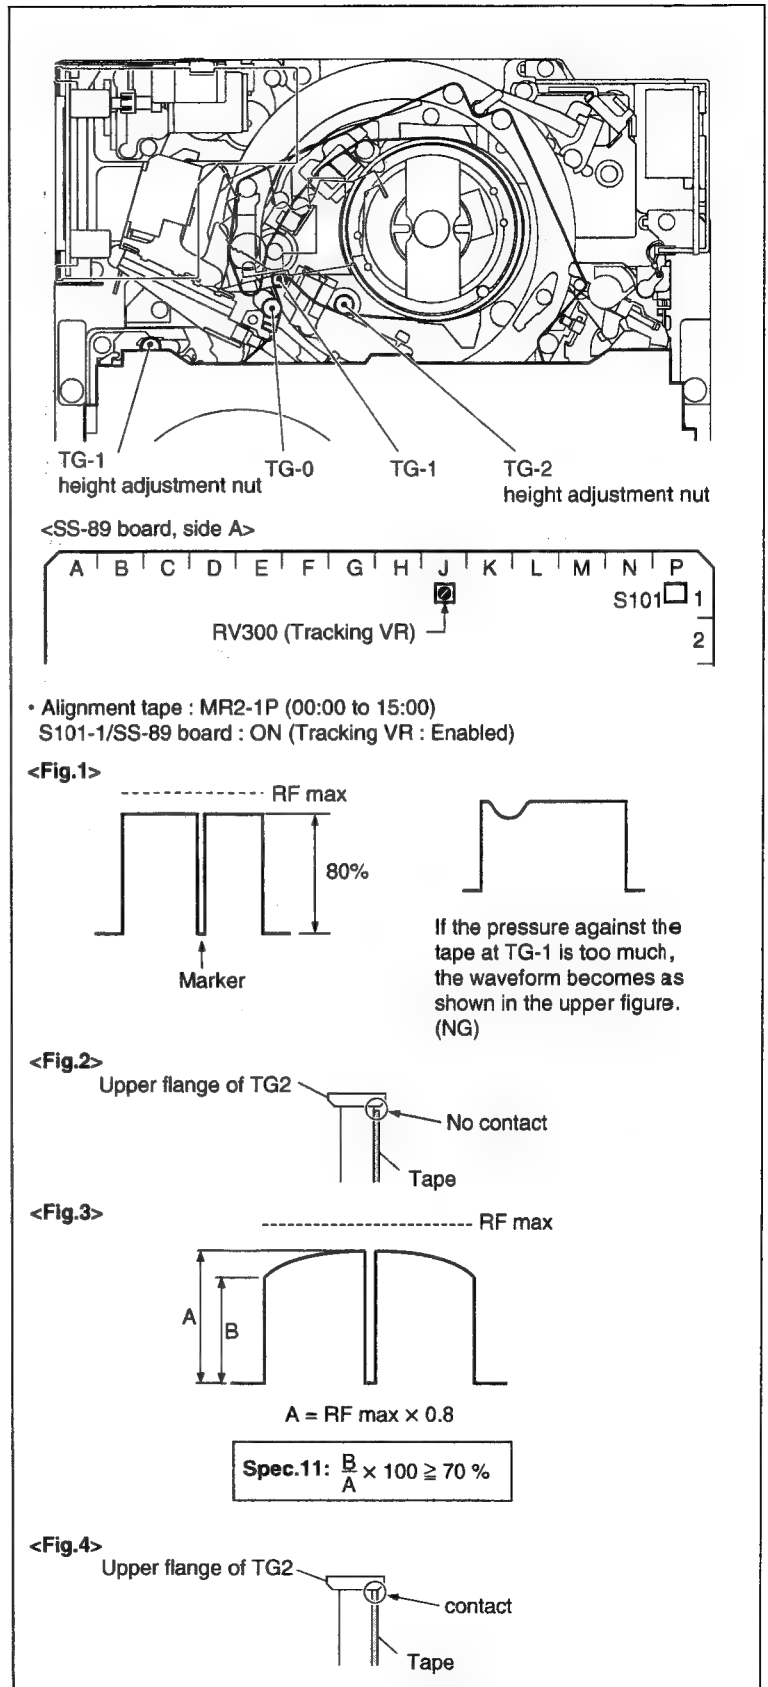 TG-1
height adjustment nut
TG-0
TG-1
TG-2
height adjustment nut
<SS-89 board, side A>
A B C D E F G H J K L M N P
S101 1
RV300 (Tracking VR)
2
• Alignment tape : MR2-1P (00:00 to 15:00)
S101-1/SS-89 board : ON (Tracking VR : Enabled)
<Fig.1>
RF max
80%
Marker
If the pressure against the
tape at TG-1 is too much,
the waveform becomes as
shown in the upper figure.
(NG)
<Fig.2>
Upper flange of TG2
No contact
Tape
<Fig.3>
RF max
A
B
A = RF max × 0.8
Spec.11: B/A × 100 ≧ 70 %
<Fig.4>
Upper flange of TG2
contact
Tape